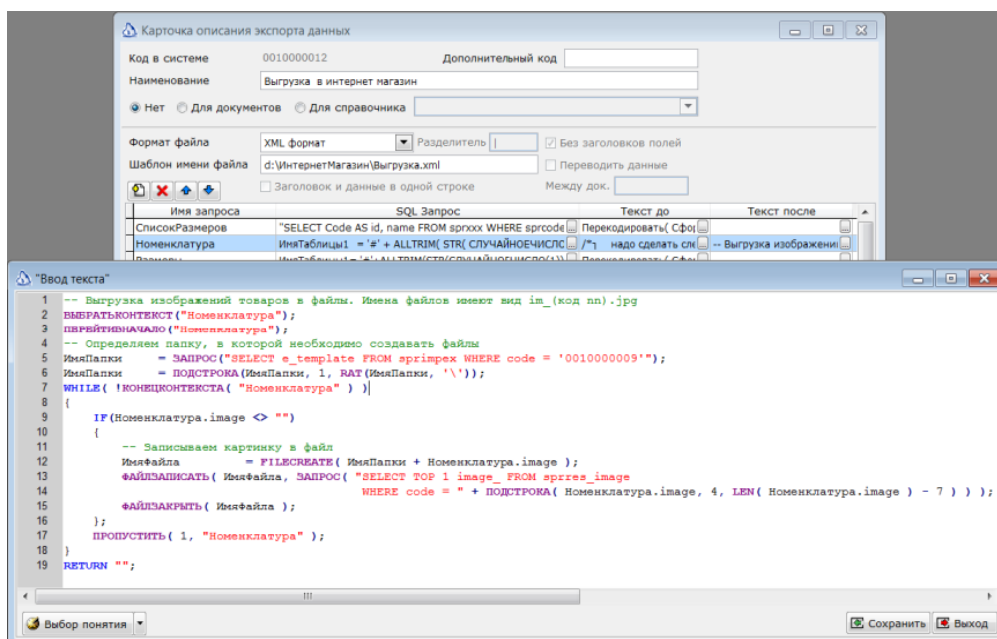 Карточка описания экспорта данных
Код в системе 0010000012 Дополнительный код
Наименование Выгрузка в интернет магазин
Нет Для документов Для справочника
Формат файла XML формат Разделитель | Без заголовков полей
Шаблон имени файла d:\ИнтернетМагазин\Выгрузка.xml Переводить данные
Заголовок и данные в одной строке Между док.
Имя запроса SQL Запрос Текст до Текст после
СписокРазмеров "SELECT Code AS id, name FROM sprxxx WHERE sprcode ... Перекодировать( Сфор ...
Номенклатура ИмяТаблицы1 = '#' + ALLTRIM( STR( СЛУЧАЙНОЕЧИСЛО ... /*┐ надо сделать сле ... -- Выгрузка изображени ...
Размеры ИмяТаблицы1= '#'+ALLTRIM(STR(СЛУЧАЙНОЕЧИСЛО(1)) ... Перекодировать( Сфор ...
"Ввод текста"
1 -- Выгрузка изображений товаров в файлы. Имена файлов имеют вид im_(код nn).jpg
2 ВЫБРАТЬКОНТЕКСТ("Номенклатура");
3 ПЕРЕЙТИВНАЧАЛО("Номенклатура");
4 -- Определяем папку, в которой необходимо создавать файлы
5 ИмяПапки = ЗАПРОС("SELECT e_template FROM sprimpex WHERE code = '0010000009'");
6 ИмяПапки = ПОДСТРОКА(ИмяПапки, 1, RAT(ИмяПапки, '\'));
7 WHILE( !КОНЕЦКОНТЕКСТА( "Номенклатура" ) )
8 {
9 IF(Номенклатура.image <> "")
10 {
11 -- Записываем картинку в файл
12 ИмяФайла = FILECREATE( ИмяПапки + Номенклатура.image );
13 ФАЙЛЗАПИСАТЬ( ИмяФайла, ЗАПРОС( "SELECT TOP 1 image_ FROM sprres_image
14 WHERE code = " + ПОДСТРОКА( Номенклатура.image, 4, LEN( Номенклатура.image ) - 7 ) ) );
15 ФАЙЛЗАКРЫТЬ( ИмяФайла );
16 };
17 ПРОПУСТИТЬ( 1, "Номенклатура" );
18 }
19 RETURN "";
Выбор понятия Сохранить Выход